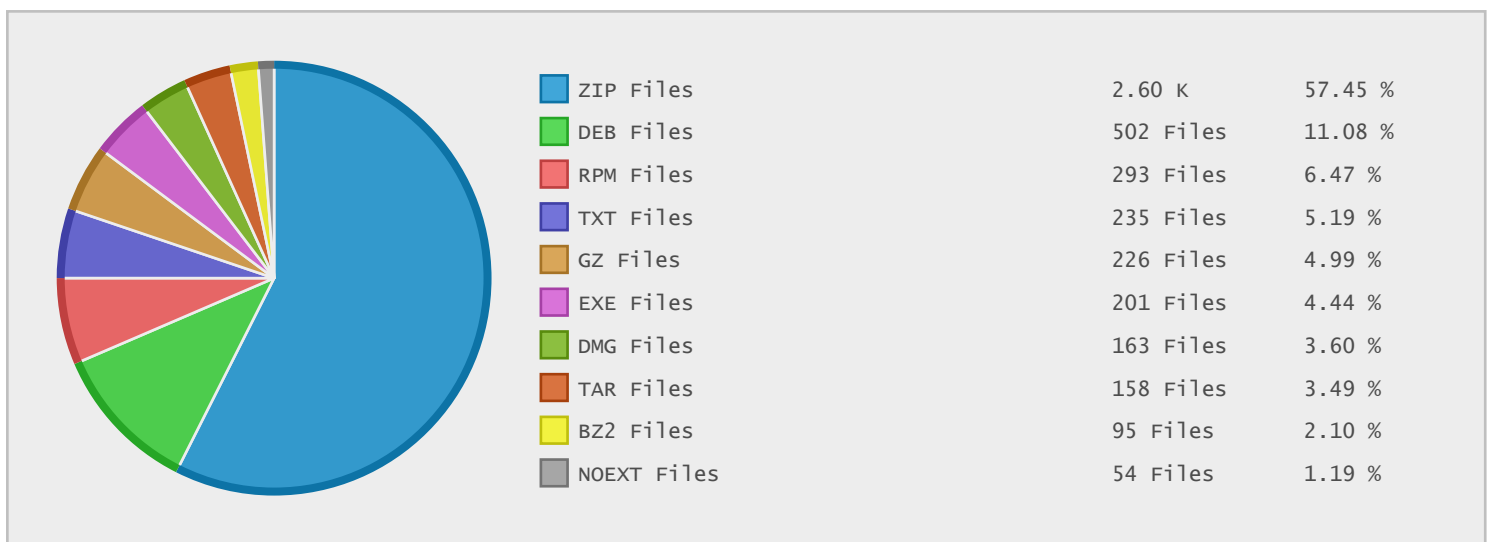 ZIP Files 2.60 K 57.45 %
DEB Files 502 Files 11.08 %
RPM Files 293 Files 6.47 %
TXT Files 235 Files 5.19 %
GZ Files 226 Files 4.99 %
EXE Files 201 Files 4.44 %
DMG Files 163 Files 3.60 %
TAR Files 158 Files 3.49 %
BZ2 Files 95 Files 2.10 %
NOEXT Files 54 Files 1.19 %